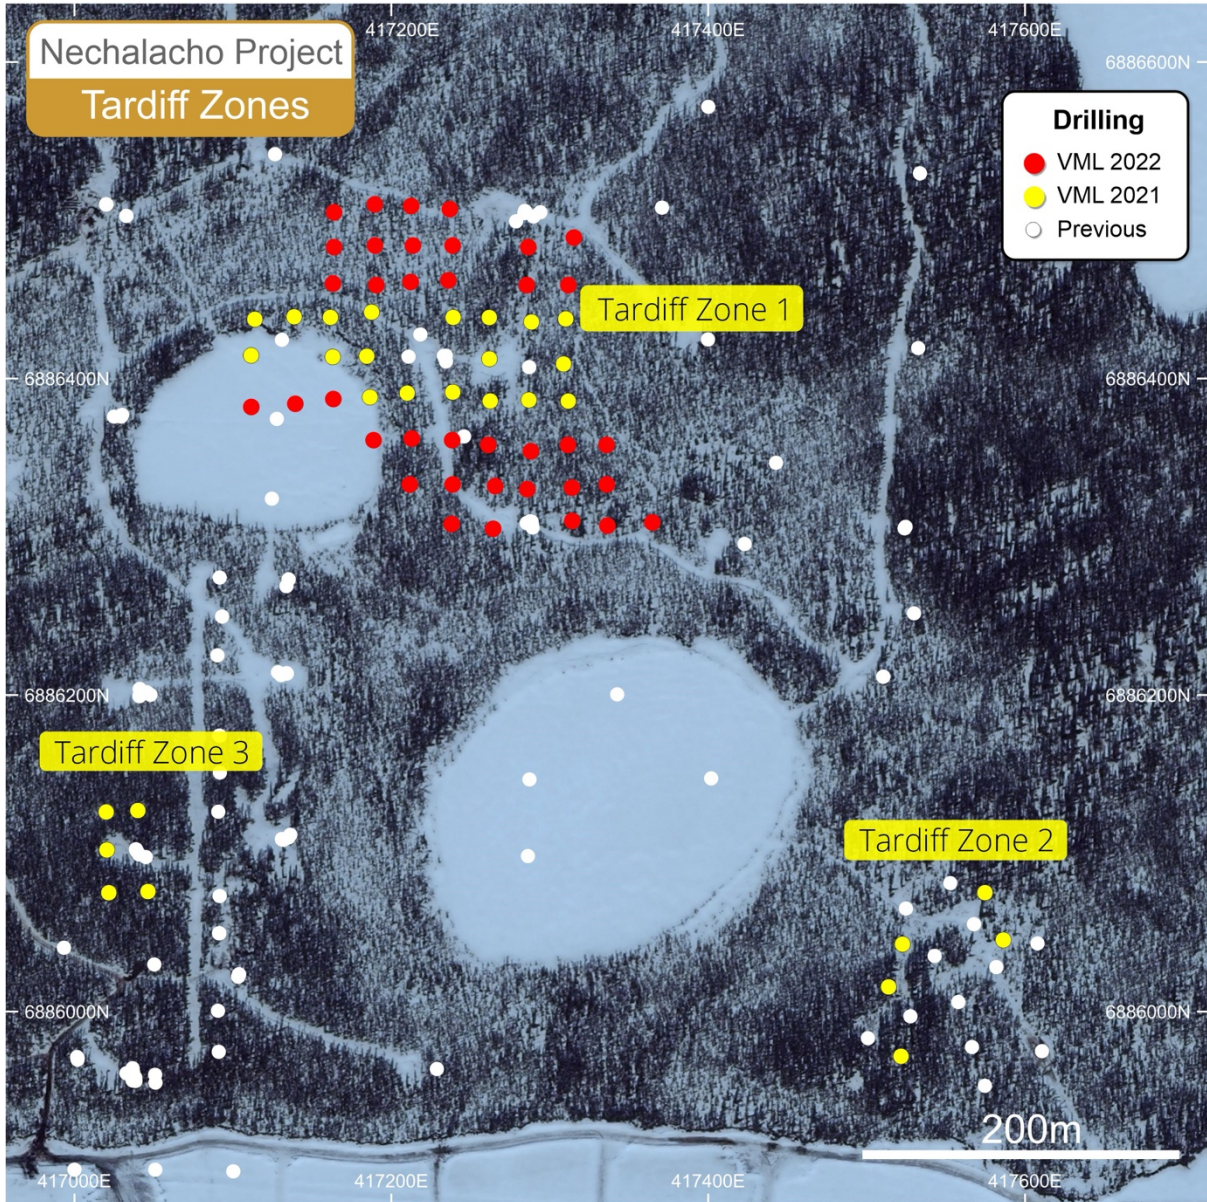 417200E
417400E
417600E
Nechalacho Project
Tardiff Zones
6886600N
Drilling
VML 2022
VML 2021
Previous
Tardiff Zone 1
6886400N
6886400N
6886200N
6886200N
Tardiff Zone 3
Tardiff Zone 2
6886000N
6886000N
200m
417000E
417200E
417400E
417600E